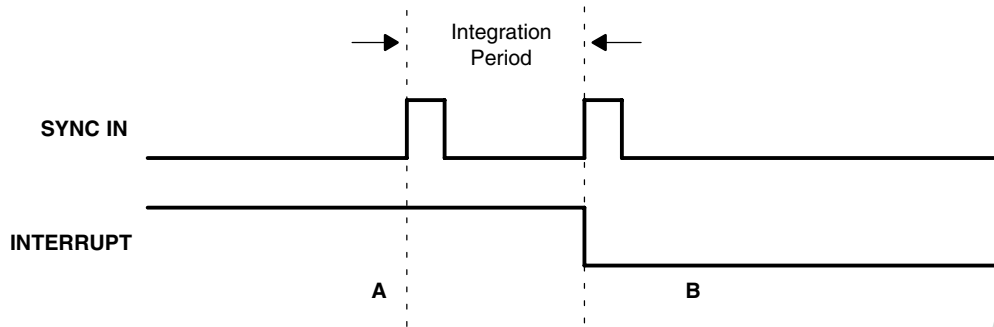 Integration
Period
SYNC IN
INTERRUPT
A
B